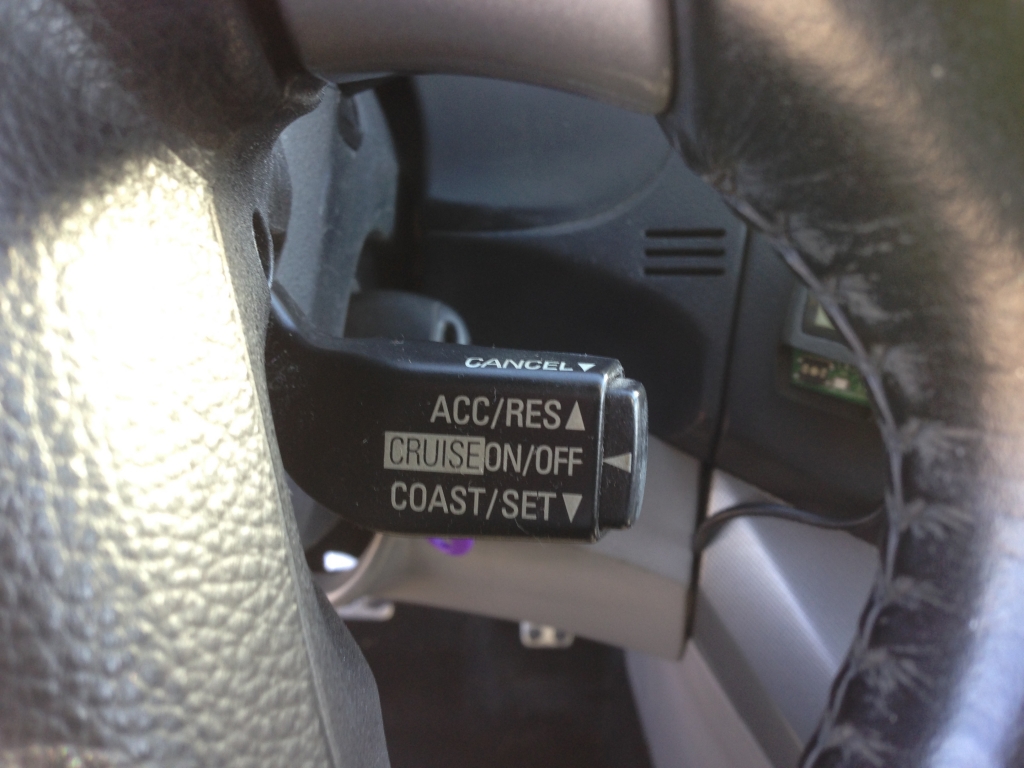 CANCEL▼
ACC/RES▲
CRUISE ON/OFF ◀
COAST/SET▼